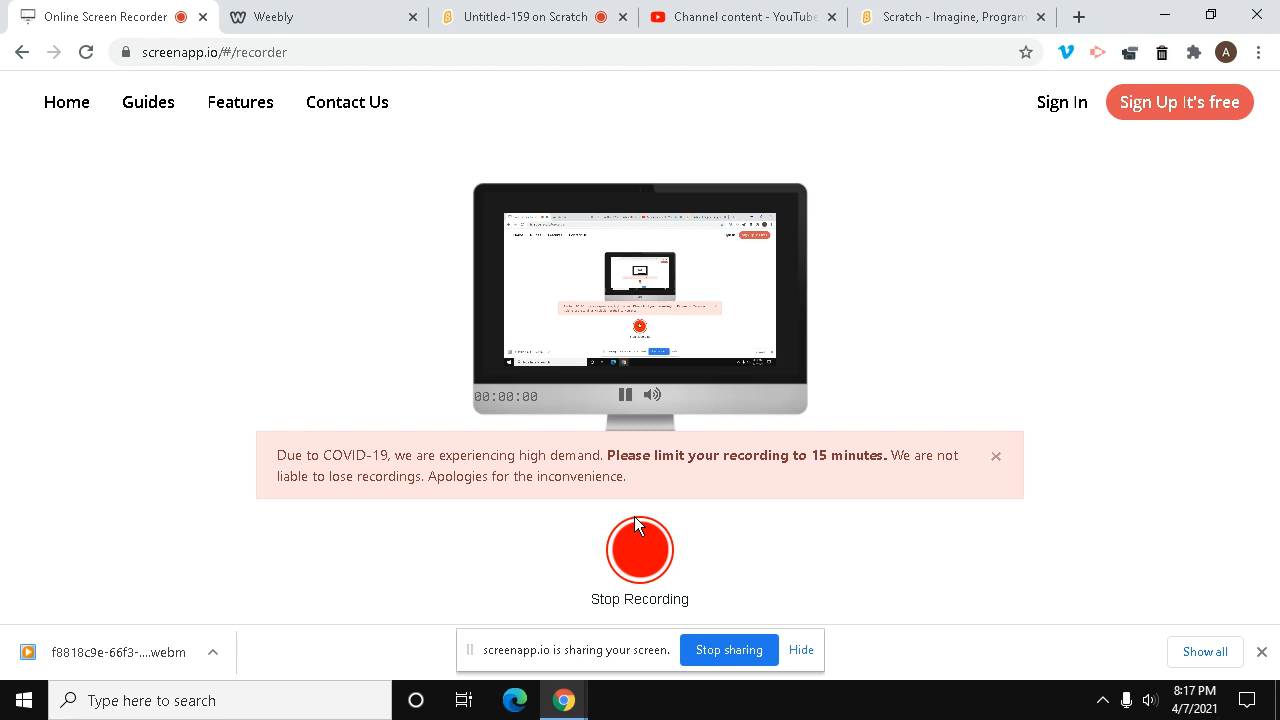 Online Screen Recorder
Weebly
Untitled-159 on Scratch
Channel content - YouTube
Scratch - Imagine, Program
screenapp.io/#/recorder
A
Home Guides Features Contact Us Sign In Sign Up It's free
00:00:00
Due to COVID-19, we are experiencing high demand. Please limit your recording to 15 minutes. We are not
liable to lose recordings. Apologies for the inconvenience.
Stop Recording
f8818c9e-66f3-....webm
screenapp.io is sharing your screen. Stop sharing Hide
Show all
Type here to search
8:17 PM
4/7/2021